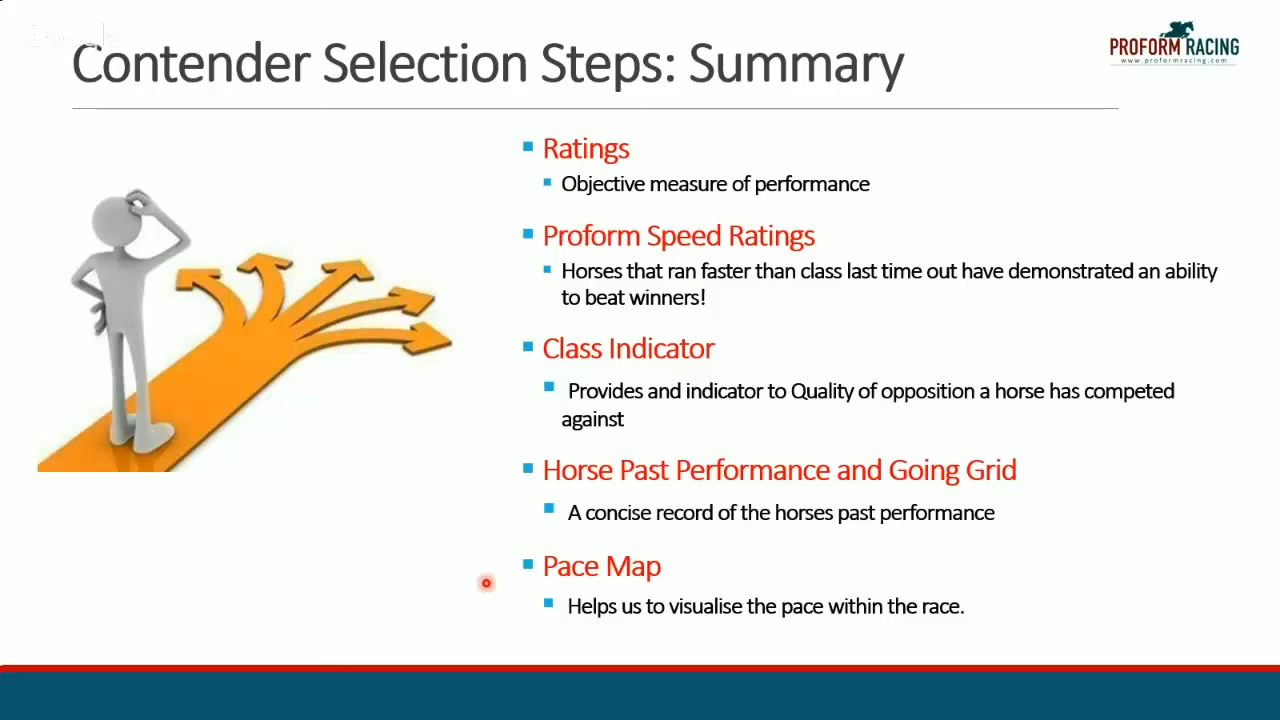 Contender Selection Steps: Summary
PROFORM RACING
www.proformracing.com
Ratings
Objective measure of performance
Proform Speed Ratings
Horses that ran faster than class last time out have demonstrated an ability
to beat winners!
Class Indicator
Provides and indicator to Quality of opposition a horse has competed
against
Horse Past Performance and Going Grid
A concise record of the horses past performance
Pace Map
Helps us to visualise the pace within the race.